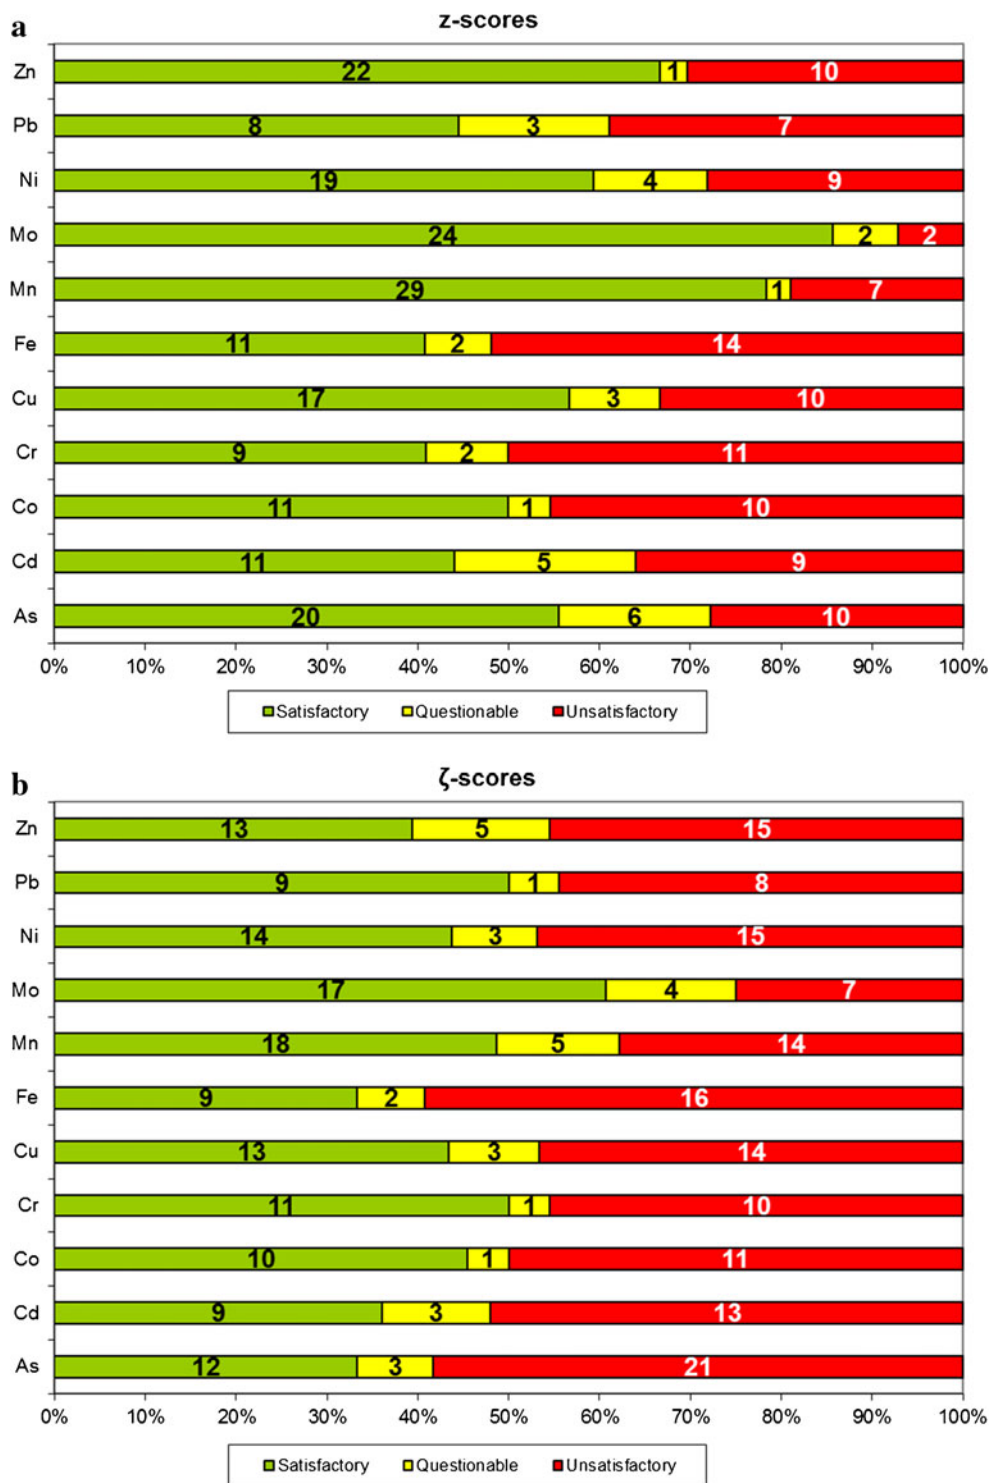 a
z-scores
Zn 22 1 10
Pb 8 3 7
Ni 19 4 9
Mo 24 2 2
Mn 29 1 7
Fe 11 2 14
Cu 17 3 10
Cr 9 2 11
Co 11 1 10
Cd 11 5 9
As 20 6 10
0% 10% 20% 30% 40% 50% 60% 70% 80% 90% 100%
Satisfactory Questionable Unsatisfactory
b
ζ-scores
Zn 13 5 15
Pb 9 1 8
Ni 14 3 15
Mo 17 4 7
Mn 18 5 14
Fe 9 2 16
Cu 13 3 14
Cr 11 1 10
Co 10 1 11
Cd 9 3 13
As 12 3 21
0% 10% 20% 30% 40% 50% 60% 70% 80% 90% 100%
Satisfactory Questionable Unsatisfactory